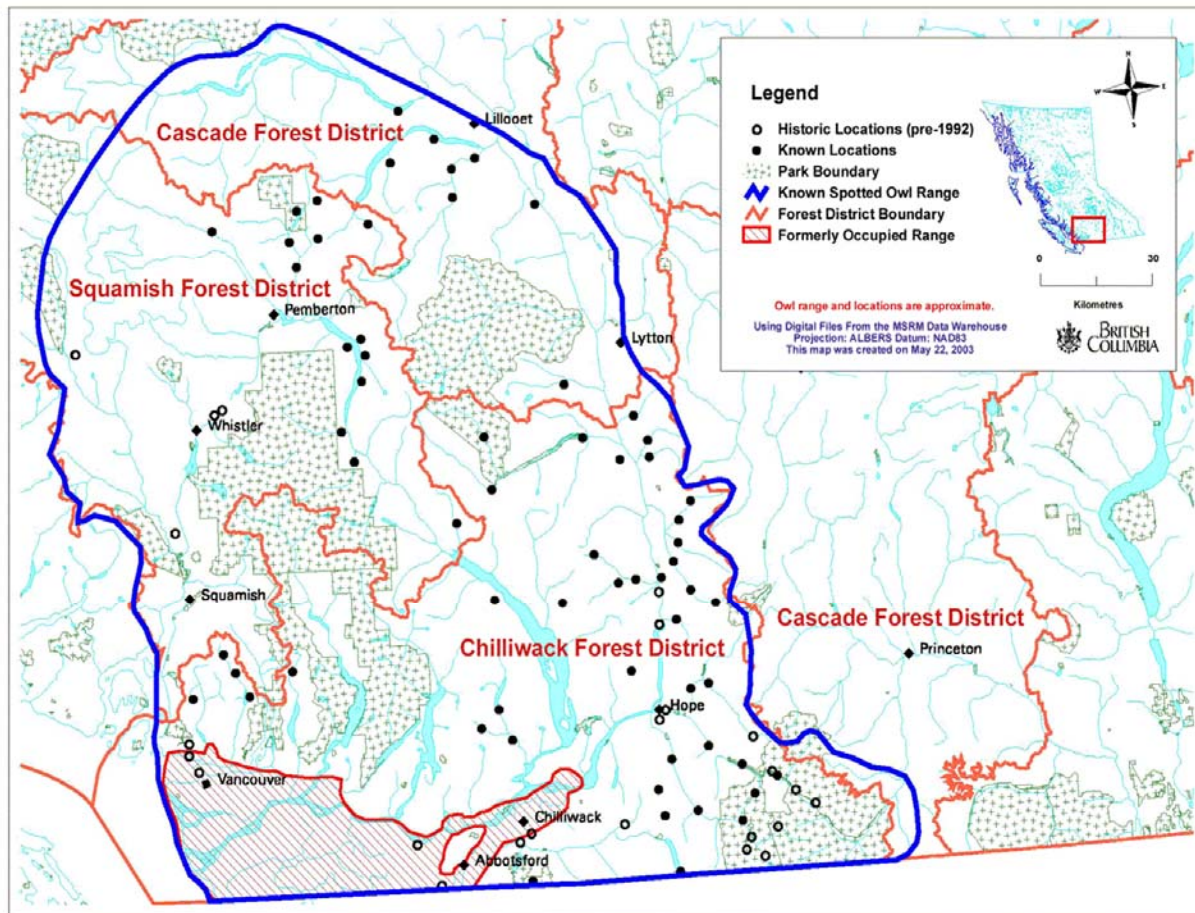 Legend
N
W
E
S
Historic Locations (pre-1992)
Known Locations
Park Boundary
Known Spotted Owl Range
Forest District Boundary
Formerly Occupied Range
0
30
Kilometres
Owl range and locations are approximate.
Using Digital Files From the MSRM Data Warehouse
Projection: ALBERS Datum: NAD83
This map was created on May 22, 2003
BRITISH
COLUMBIA
Lillooet
Cascade Forest District
Squamish Forest District
Pemberton
Lytton
Whistler
Squamish
Cascade Forest District
Chilliwack Forest District
Princeton
Hope
Vancouver
Chilliwack
Abbotsford